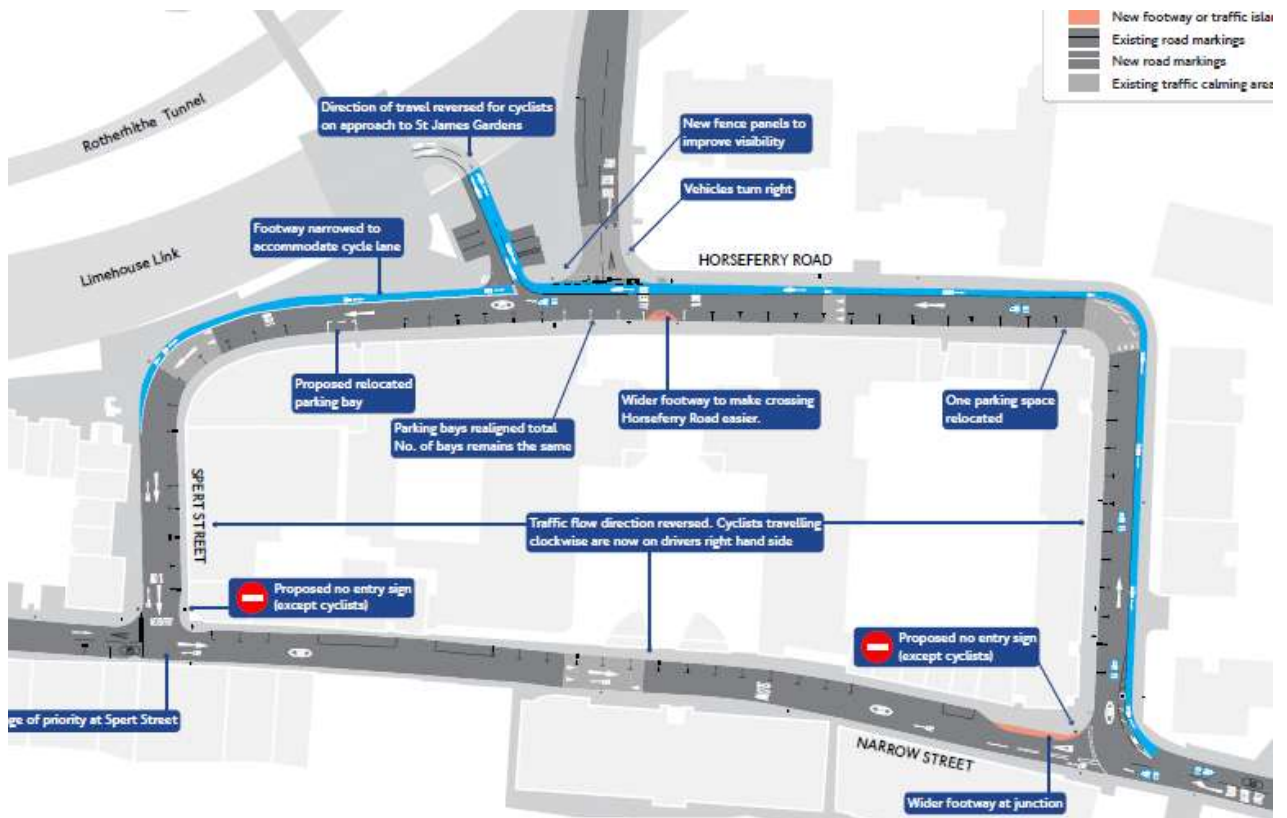 New footway or traffic isla
Existing road markings
New road markings
Existing traffic calming area
Rotherhithe Tunnel
Limehouse Link
Direction of travel reversed for cyclists
on approach to St James Gardens
New fence panels to
improve visibility
Vehicles turn right
Footway narrowed to
accommodate cycle lane
HORSEFERRY ROAD
Proposed relocated
parking bay
Parking bays realigned total
No. of bays remains the same
Wider footway to make crossing
Horseferry Road easier.
One parking space
relocated
SPERT STREET
Traffic flow direction reversed. Cyclists travelling
clockwise are now on drivers right hand side
Proposed no entry sign
(except cyclists)
Proposed no entry sign
(except cyclists)
ge of priority at Spert Street
NARROW STREET
Wider footway at junction